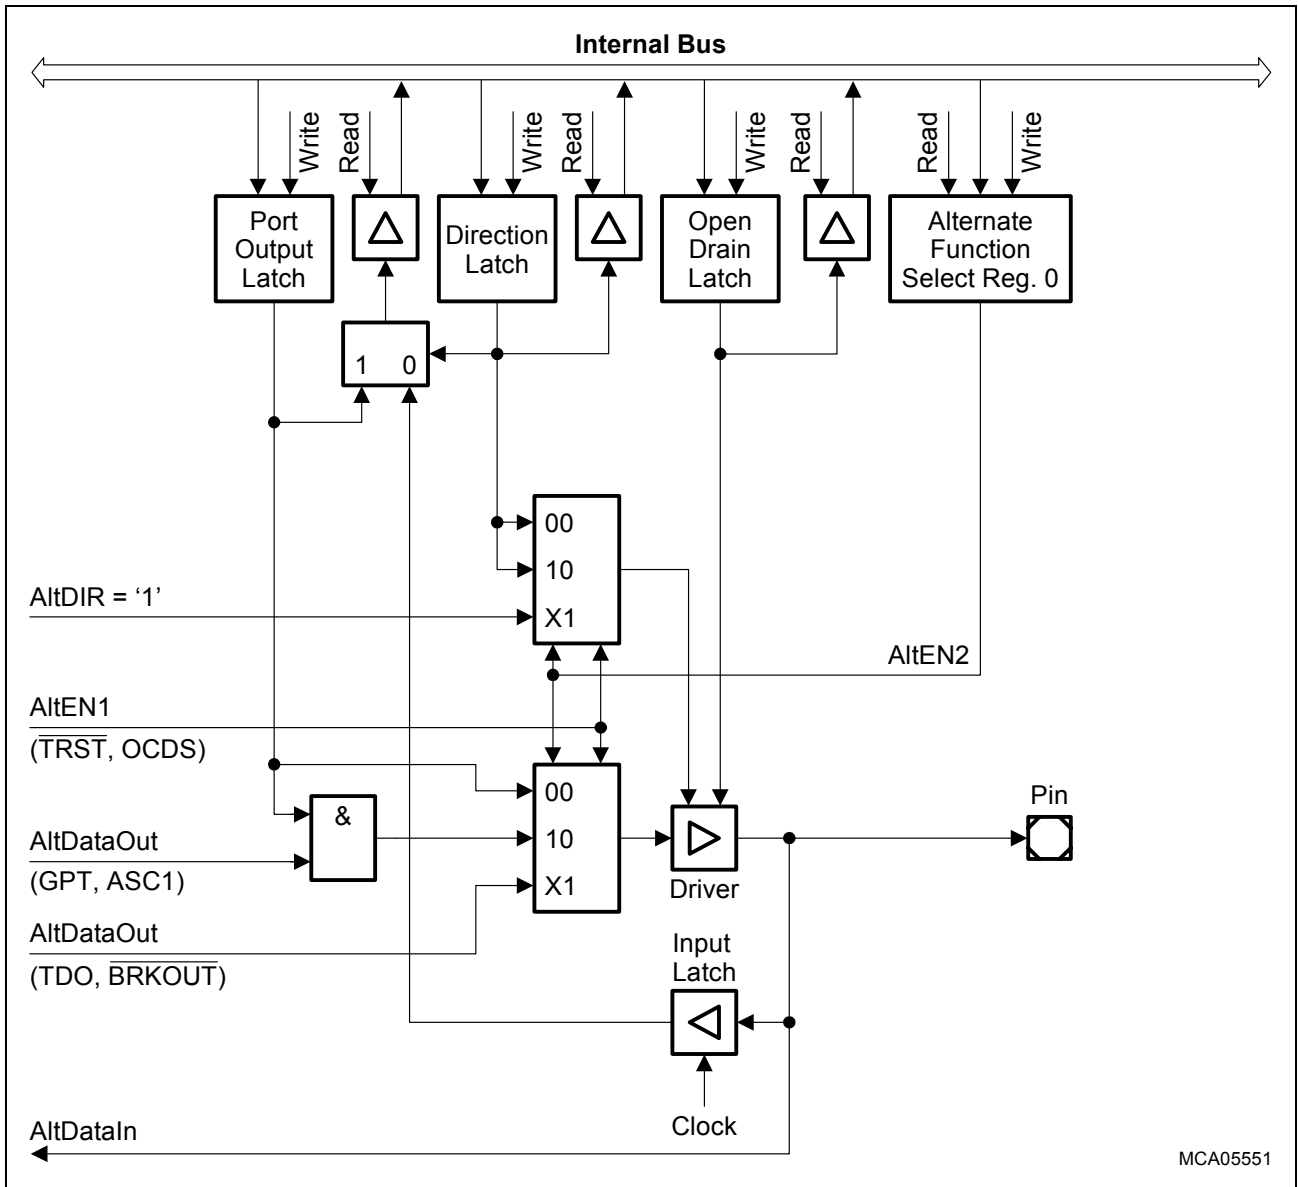 Internal Bus
Write
Read
Write
Read
Write
Read
Read
Write
Port
Output
Latch
Direction
Latch
Open
Drain
Latch
Alternate
Function
Select Reg. 0
1 0
00
10
X1
AltDIR = ‘1’
AltEN2
AltEN1
(TRST, OCDS)
00
10
X1
&
AltDataOut
(GPT, ASC1)
Driver
Pin
AltDataOut
(TDO, BRKOUT)
Input
Latch
Clock
AltDataIn
MCA05551